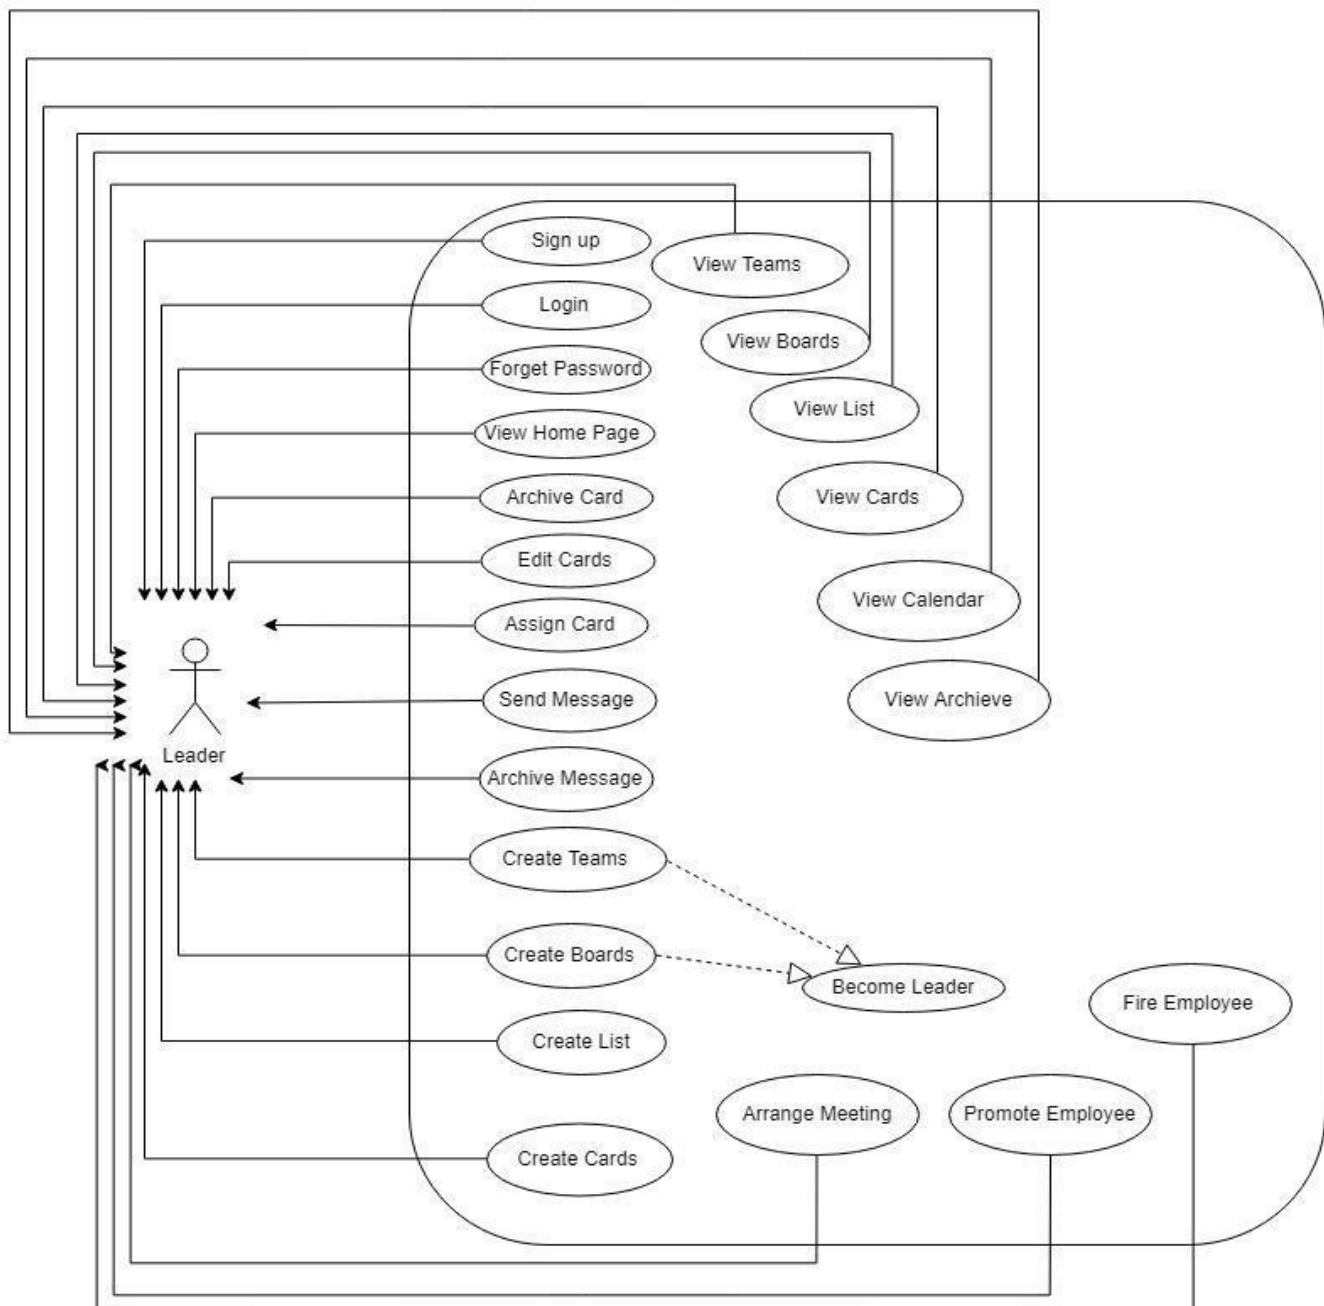 Sign up
View Teams
Login
View Boards
Forget Password
View List
View Home Page
Archive Card
View Cards
Edit Cards
View Calendar
Assign Card
Send Message
View Archieve
Leader
Archive Message
Create Teams
Create Boards
Become Leader
Fire Employee
Create List
Arrange Meeting
Promote Employee
Create Cards